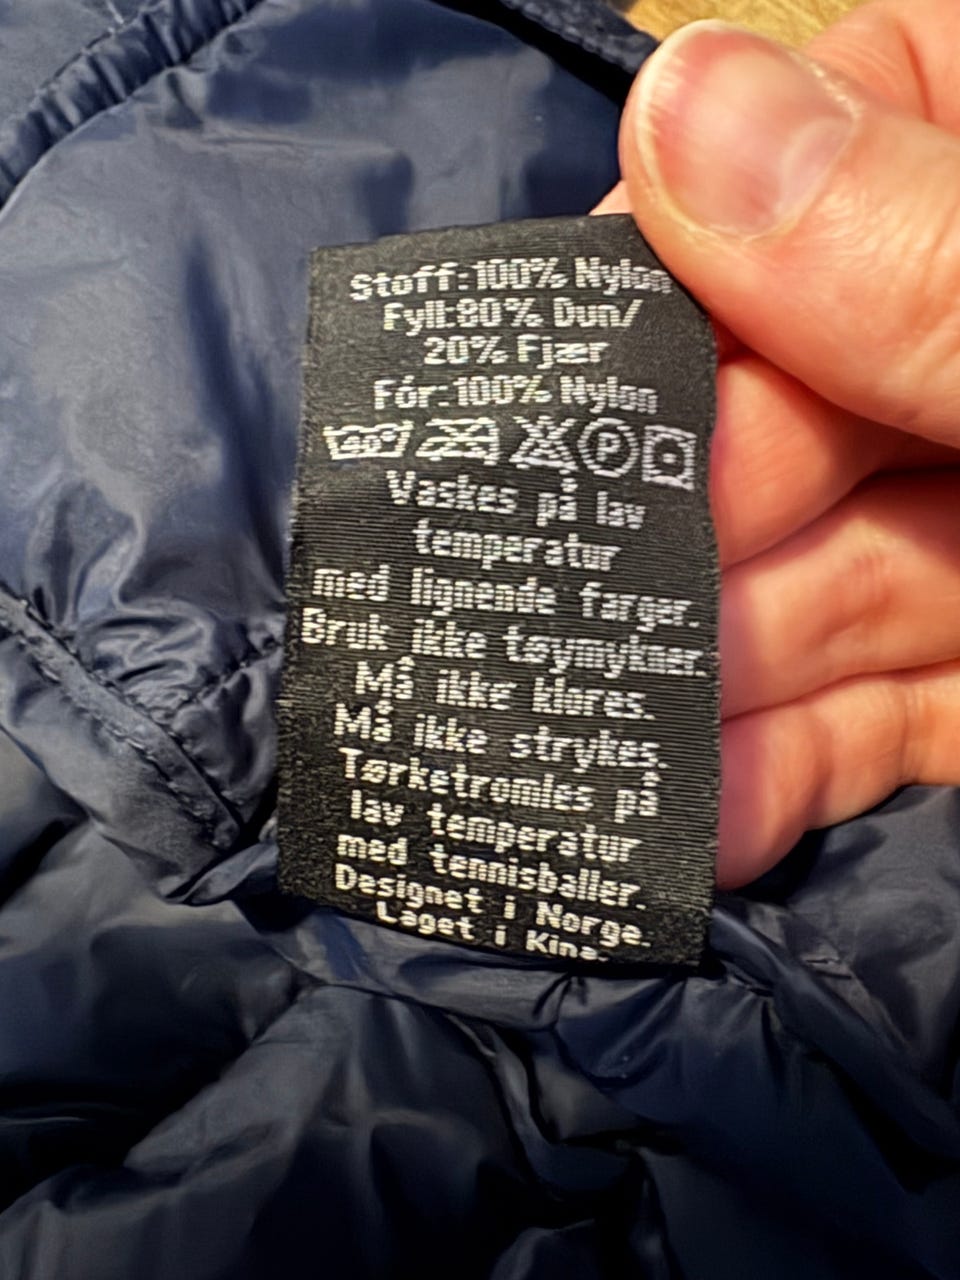 Stoff:100% Nylon
Fyll:80% Dun/
20% Fjær
Fór:100% Nylon
40° P
Vaskes på lav
temperatur
med lignende farger.
Bruk ikke tøymykner.
Må ikke klores.
Må ikke strykes.
Tørketromles på
lav temperatur
med tennisballer.
Designet i Norge.
Laget i Kina.